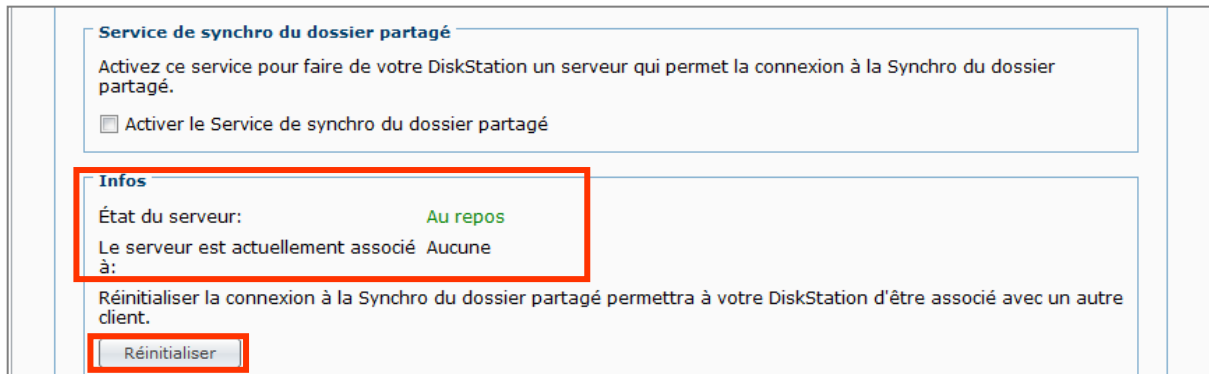 Service de synchro du dossier partagé
Activez ce service pour faire de votre DiskStation un serveur qui permet la connexion à la Synchro du dossier
partagé.
Activer le Service de synchro du dossier partagé
Infos
État du serveur: Au repos
Le serveur est actuellement associé Aucune
à:
Réinitialiser la connexion à la Synchro du dossier partagé permettra à votre DiskStation d'être associé avec un autre
client.
Réinitialiser